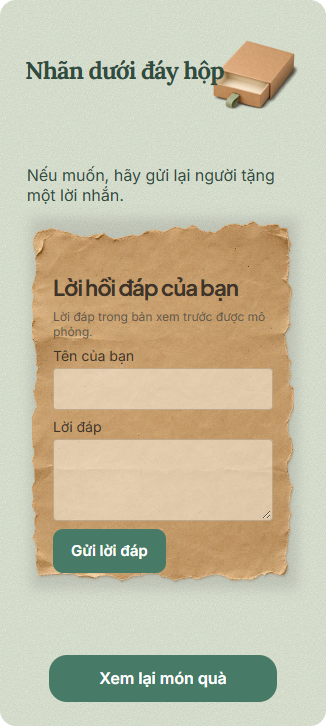 Nhãn dưới đáy hộp
Nếu muốn, hãy gửi lại người tặng
một lời nhắn.
Lời hồi đáp của bạn
Lời đáp trong bản xem trước được mô
phỏng.
Tên của bạn
Lời đáp
Gửi lời đáp
Xem lại món quà